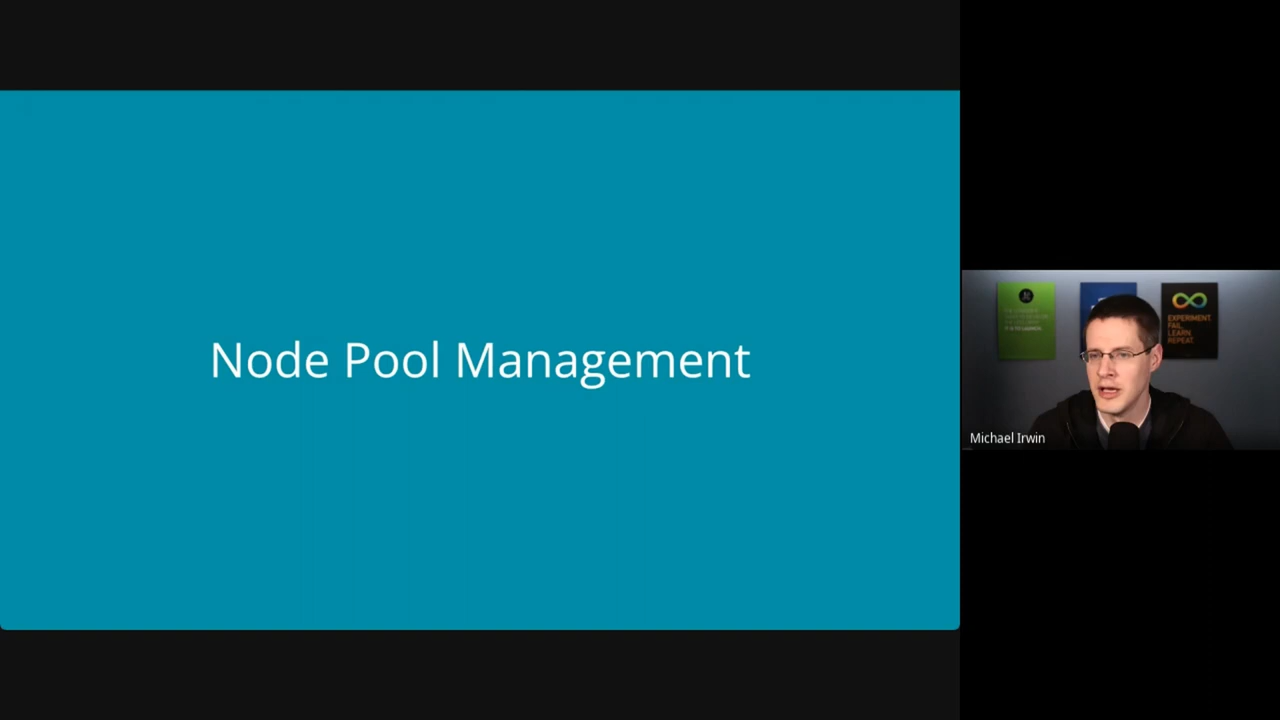 Node Pool Management
EXPERIMENT.
FAIL.
LEARN.
REPEAT.
Michael Irwin